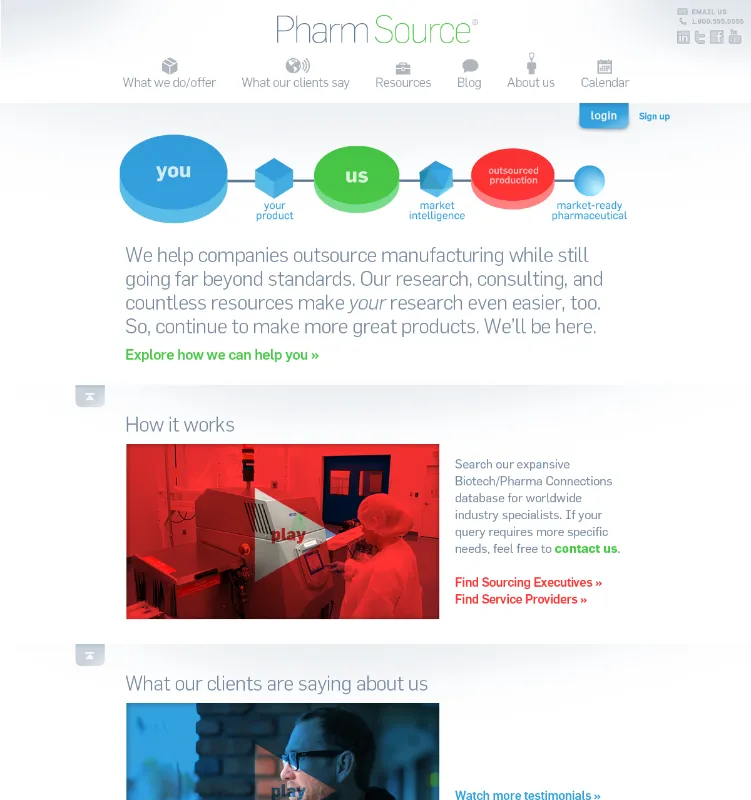 PharmSource®
EMAIL US
1.800.555.5555
What we do/offer
What our clients say
Resources
Blog
About us
Calendar
login
Sign up
you
your
product
us
market
intelligence
outsourced
production
market-ready
pharmaceutical
We help companies outsource manufacturing while still
going far beyond standards. Our research, consulting, and
countless resources make your research even easier, too.
So, continue to make more great products. We'll be here.
Explore how we can help you »
How it works
play
Search our expansive
Biotech/Pharma Connections
database for worldwide
industry specialists. If your
query requires more specific
needs, feel free to contact us.
Find Sourcing Executives »
Find Service Providers »
What our clients are saying about us
play
Watch more testimonials »